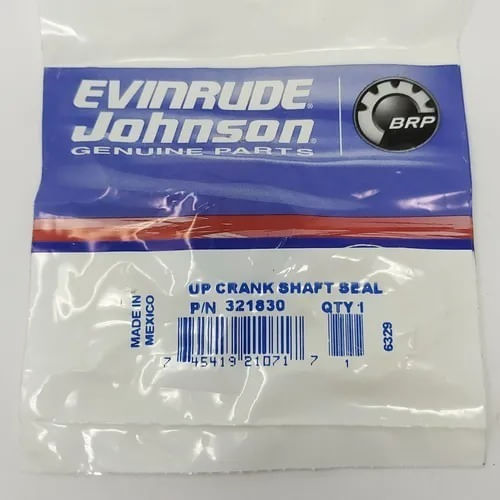 EVINRUDE®
Johnson®
GENUINE PARTS
BRP
UP CRANK SHAFT SEAL
P/N 321830 QTY 1
MADE IN
MEXICO
7 45419 21071 7 1
6329